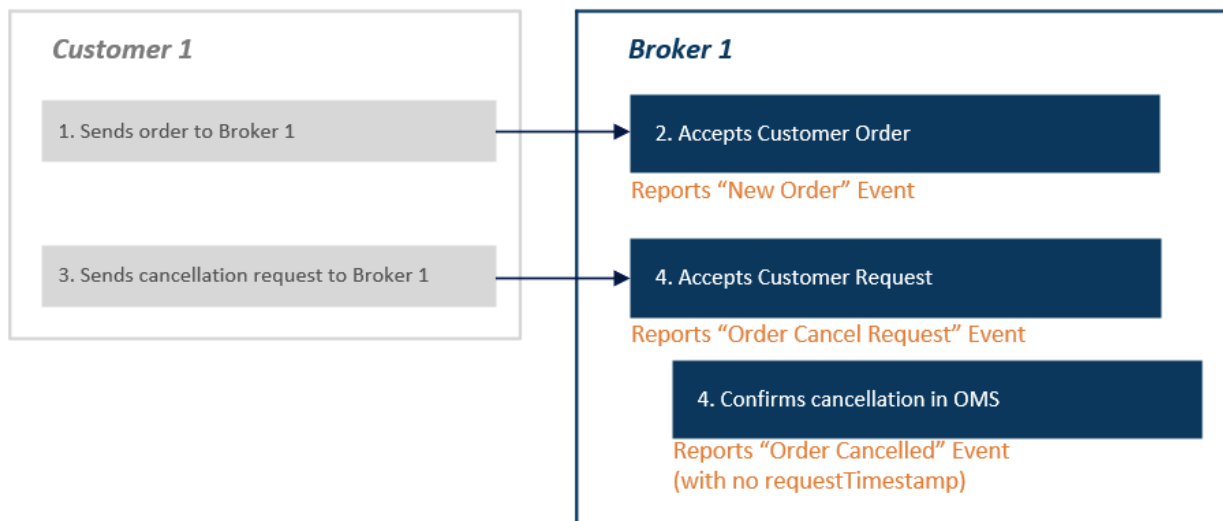 Customer 1
Broker 1
1. Sends order to Broker 1
2. Accepts Customer Order
Reports “New Order” Event
3. Sends cancellation request to Broker 1
4. Accepts Customer Request
Reports “Order Cancel Request” Event
4. Confirms cancellation in OMS
Reports “Order Cancelled” Event
(with no requestTimestamp)